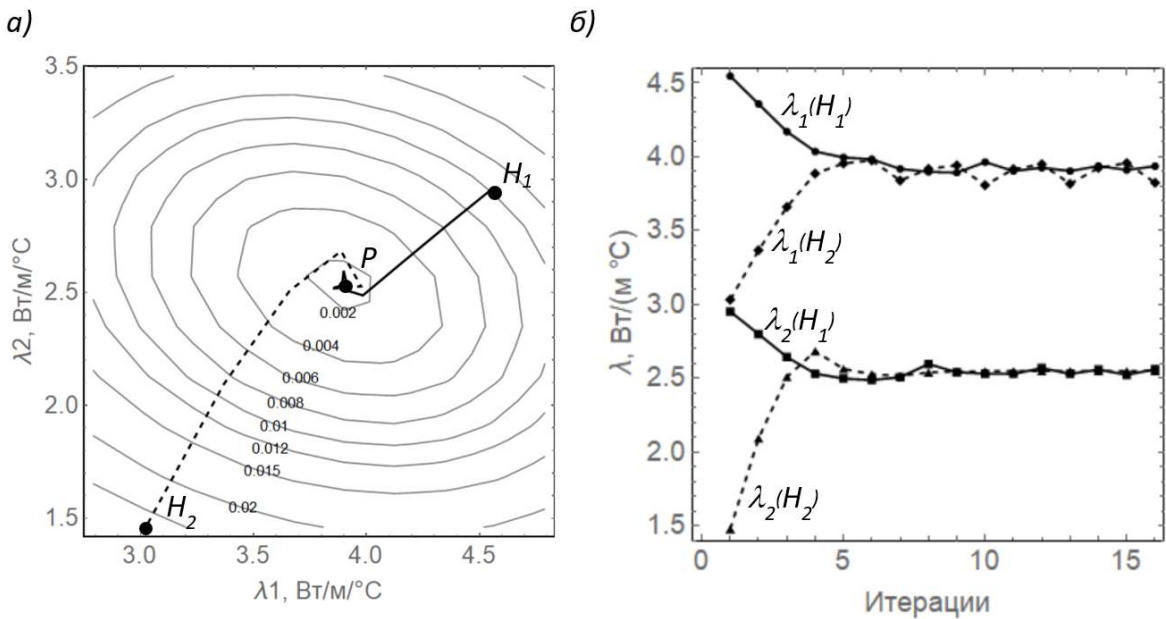 а)
3.5
3.0
2.5
2.0
1.5
λ2, Вт/м/°C
3.0
3.5
4.0
4.5
λ1, Вт/м/°C
H1
P
H2
0.002
0.004
0.006
0.008
0.01
0.012
0.015
0.02
б)
4.5
4.0
3.5
3.0
2.5
2.0
1.5
λ, Вт/(м °C)
λ1(H1)
λ1(H2)
λ2(H1)
λ2(H2)
0
5
10
15
Итерации